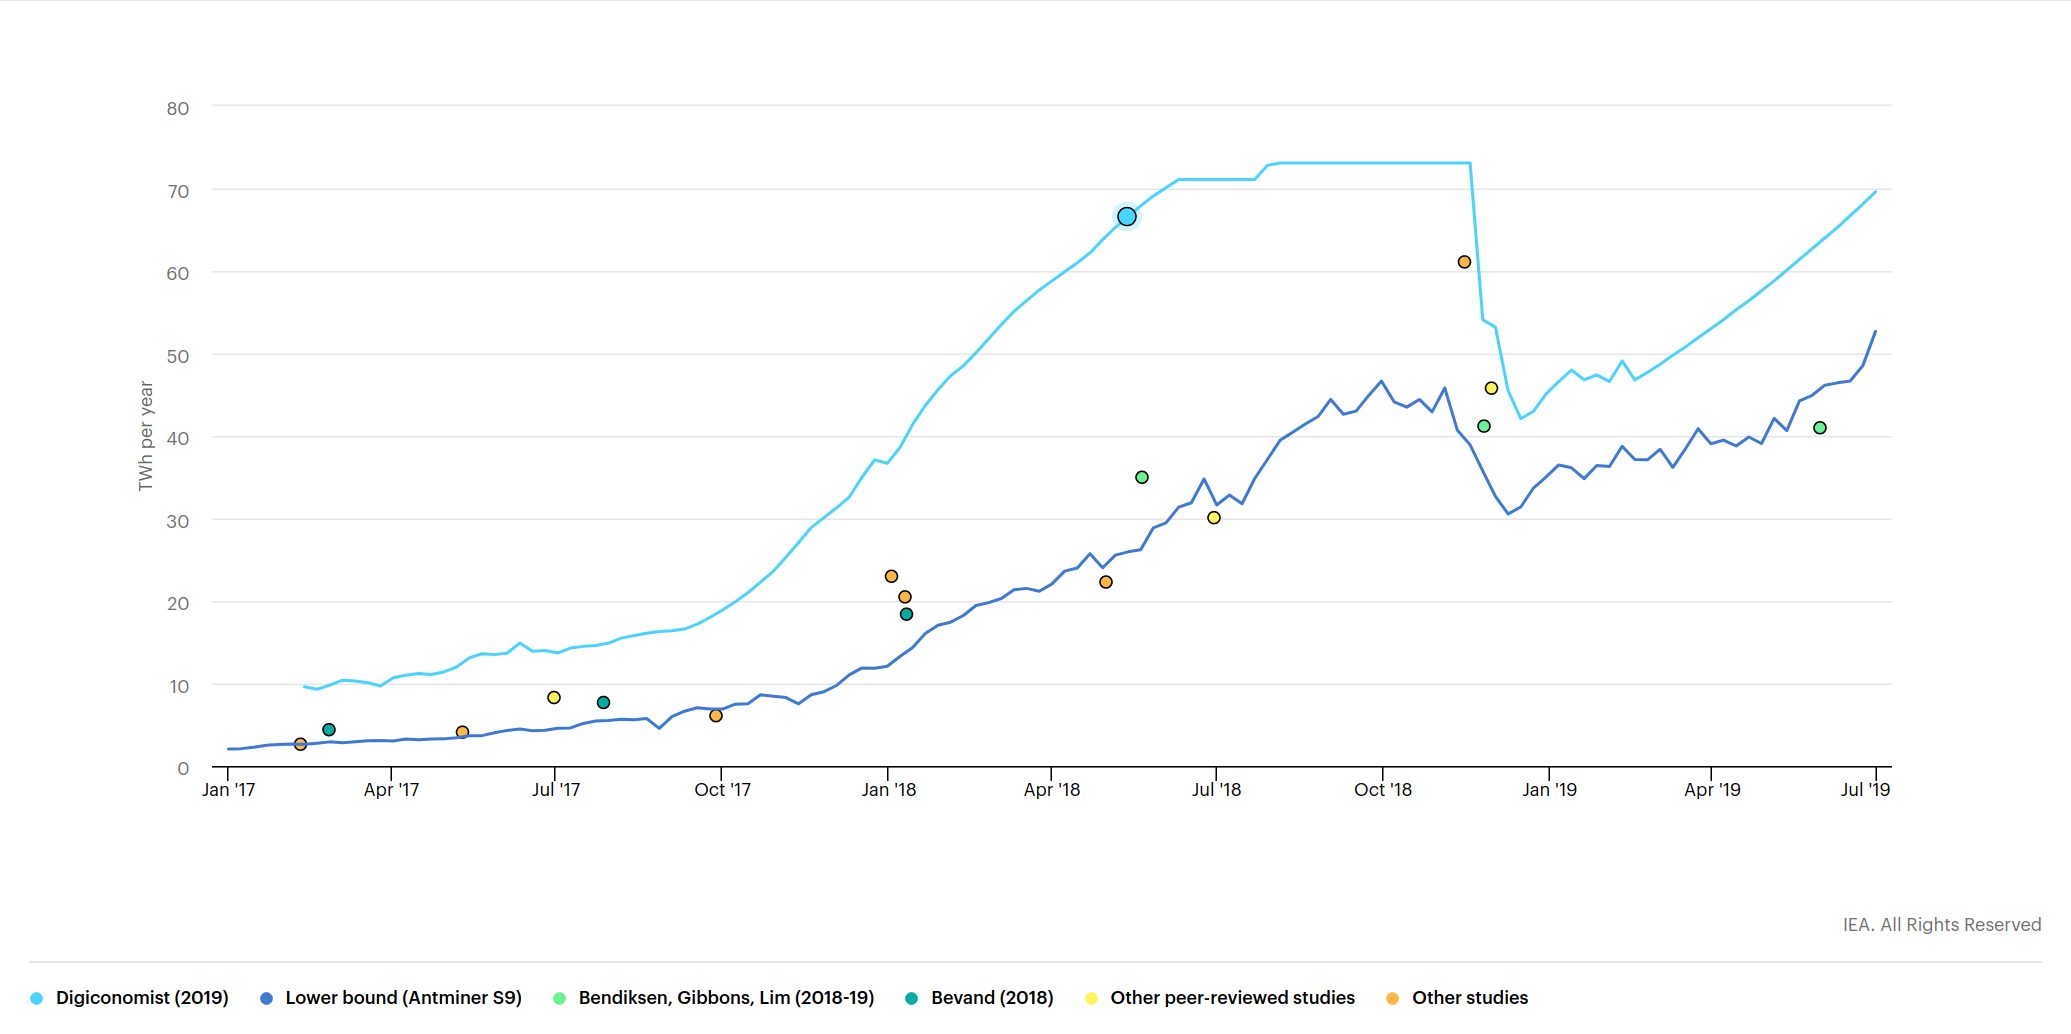 80
70
60
50
40
30
20
10
0
TWh per year
Jan '17 Apr '17 Jul '17 Oct '17 Jan '18 Apr '18 Jul '18 Oct '18 Jan '19 Apr '19 Jul '19
IEA. All Rights Reserved
Digiconomist (2019) Lower bound (Antminer S9) Bendiksen, Gibbons, Lim (2018-19) Bevand (2018) Other peer-reviewed studies Other studies